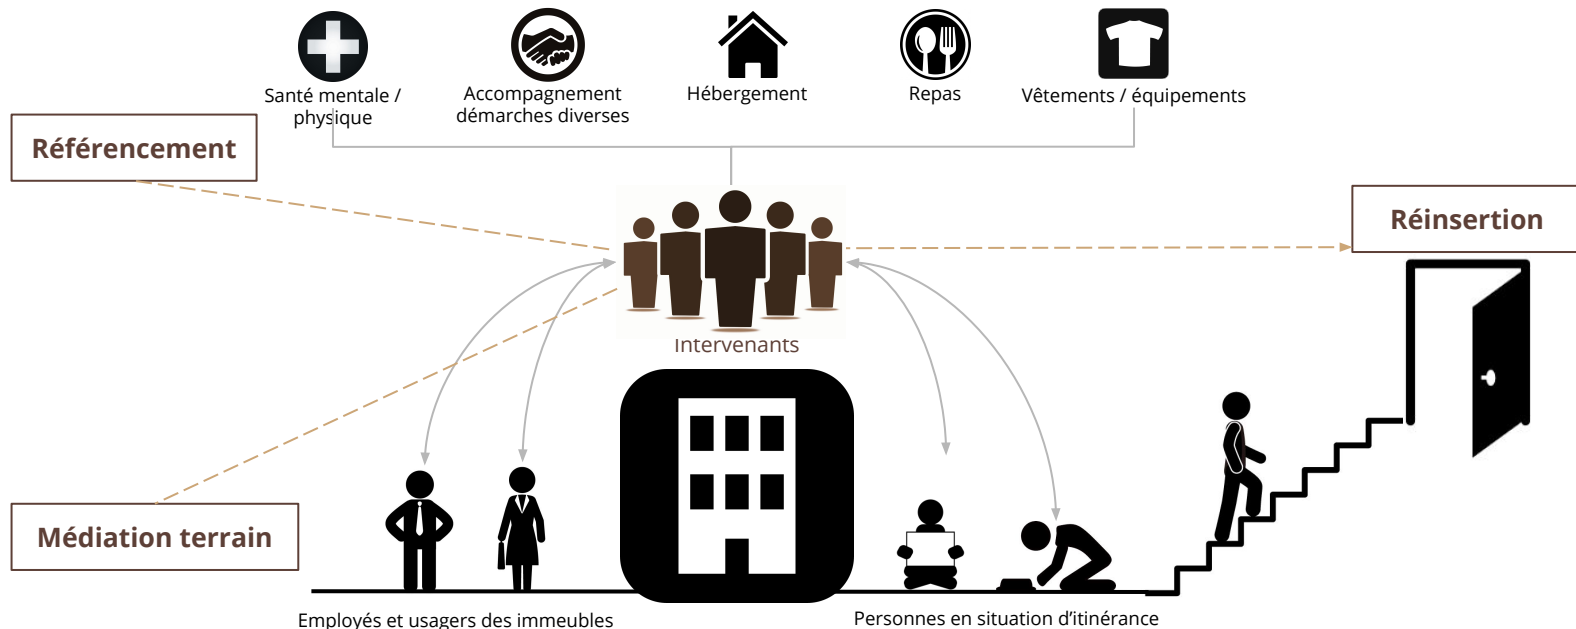 Santé mentale /
physique
Accompagnement
démarches diverses
Hébergement
Repas
Vêtements / équipements
Référencement
Réinsertion
Intervenants
Médiation terrain
Employés et usagers des immeubles
Personnes en situation d'itinérance